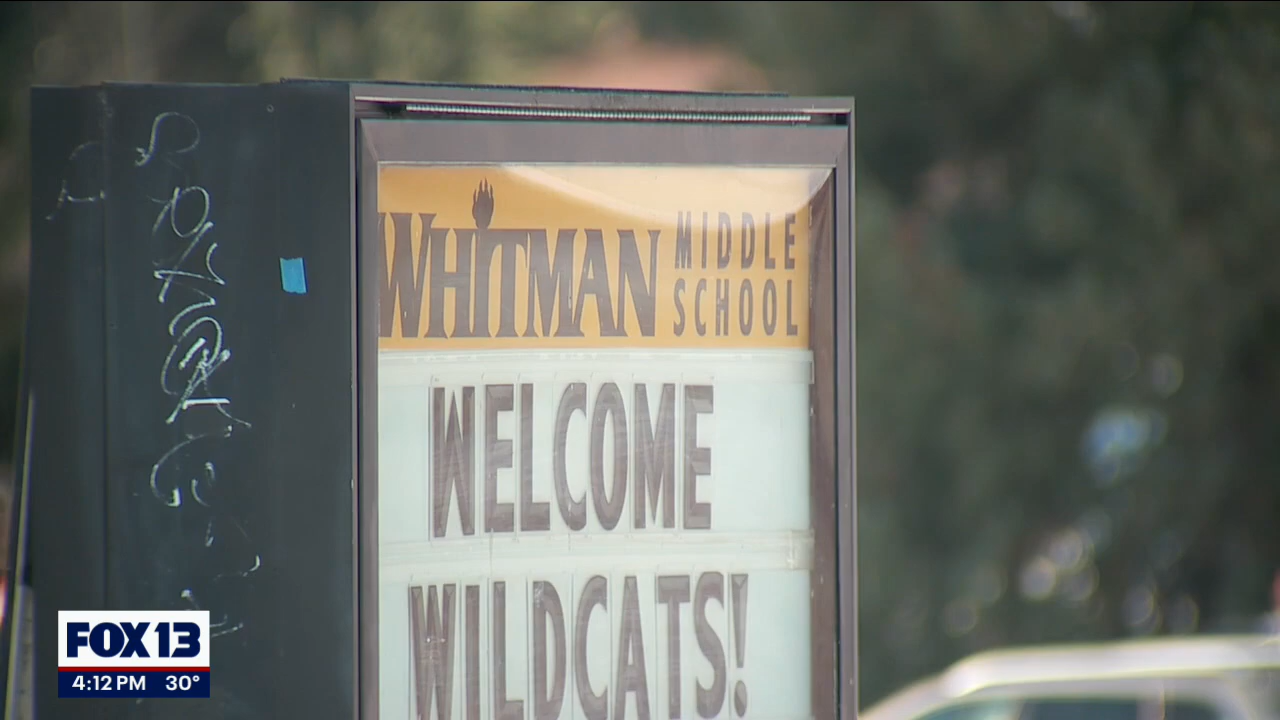 WHITMAN MIDDLE
SCHOOL
WELCOME
WILDCATS!
FOX 13
4:12 PM 30°